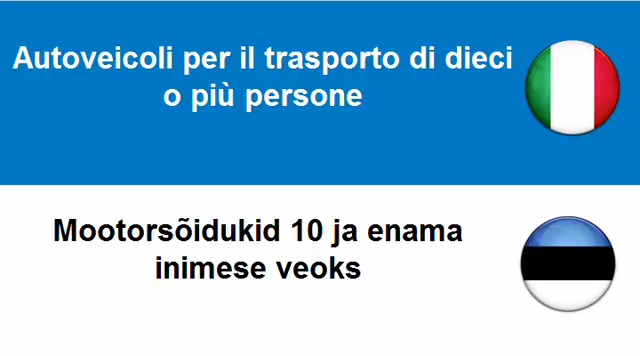 Autoveicoli per il trasporto di dieci
o più persone
Mootorsõidukid 10 ja enama
inimese veoks